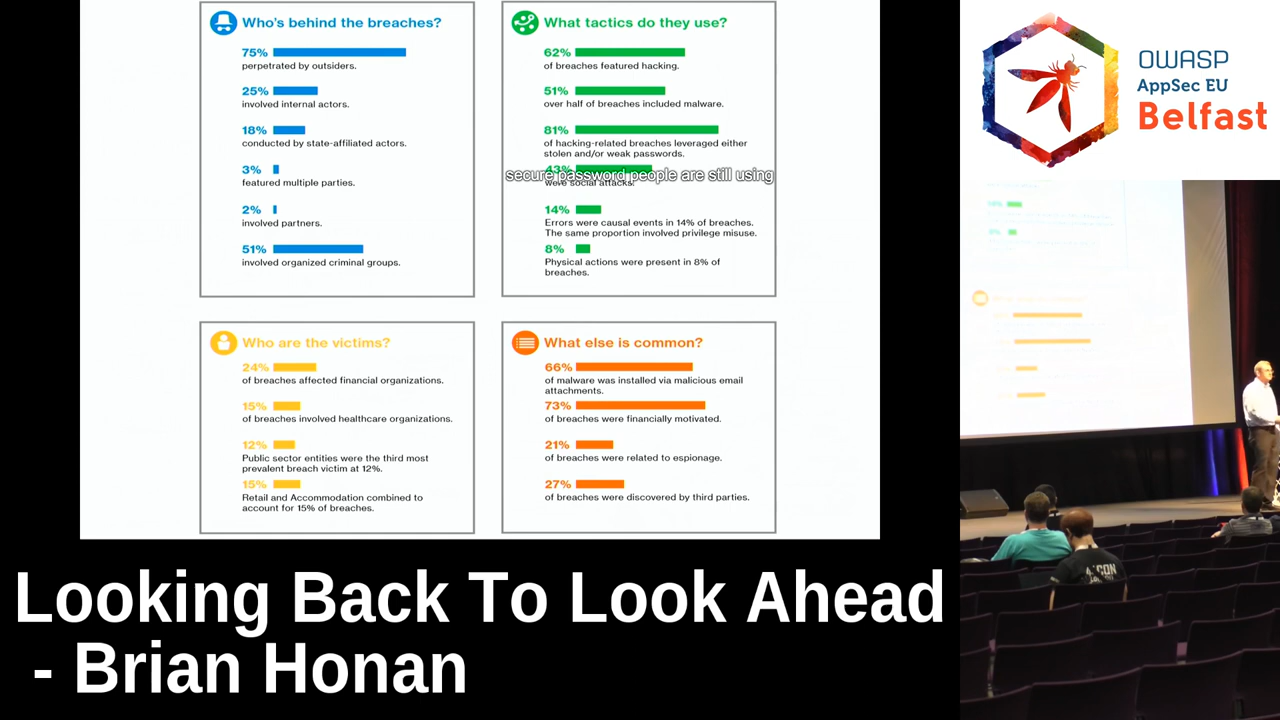 Who's behind the breaches?
75%
perpetrated by outsiders.
25%
involved internal actors.
18%
conducted by state-affiliated actors.
3%
featured multiple parties.
2%
involved partners.
51%
involved organized criminal groups.
What tactics do they use?
62%
of breaches featured hacking.
51%
over half of breaches included malware.
81%
of hacking-related breaches leveraged either
stolen and/or weak passwords.
43%
secure password people are still using
were social attacks.
14%
Errors were causal events in 14% of breaches.
The same proportion involved privilege misuse.
8%
Physical actions were present in 8% of
breaches.
Who are the victims?
24%
of breaches affected financial organizations.
15%
of breaches involved healthcare organizations.
12%
Public sector entities were the third most
prevalent breach victim at 12%.
15%
Retail and Accommodation combined to
account for 15% of breaches.
What else is common?
66%
of malware was installed via malicious email
attachments.
73%
of breaches were financially motivated.
21%
of breaches were related to espionage.
27%
of breaches were discovered by third parties.
OWASP
AppSec EU
Belfast
Looking Back To Look Ahead
- Brian Honan